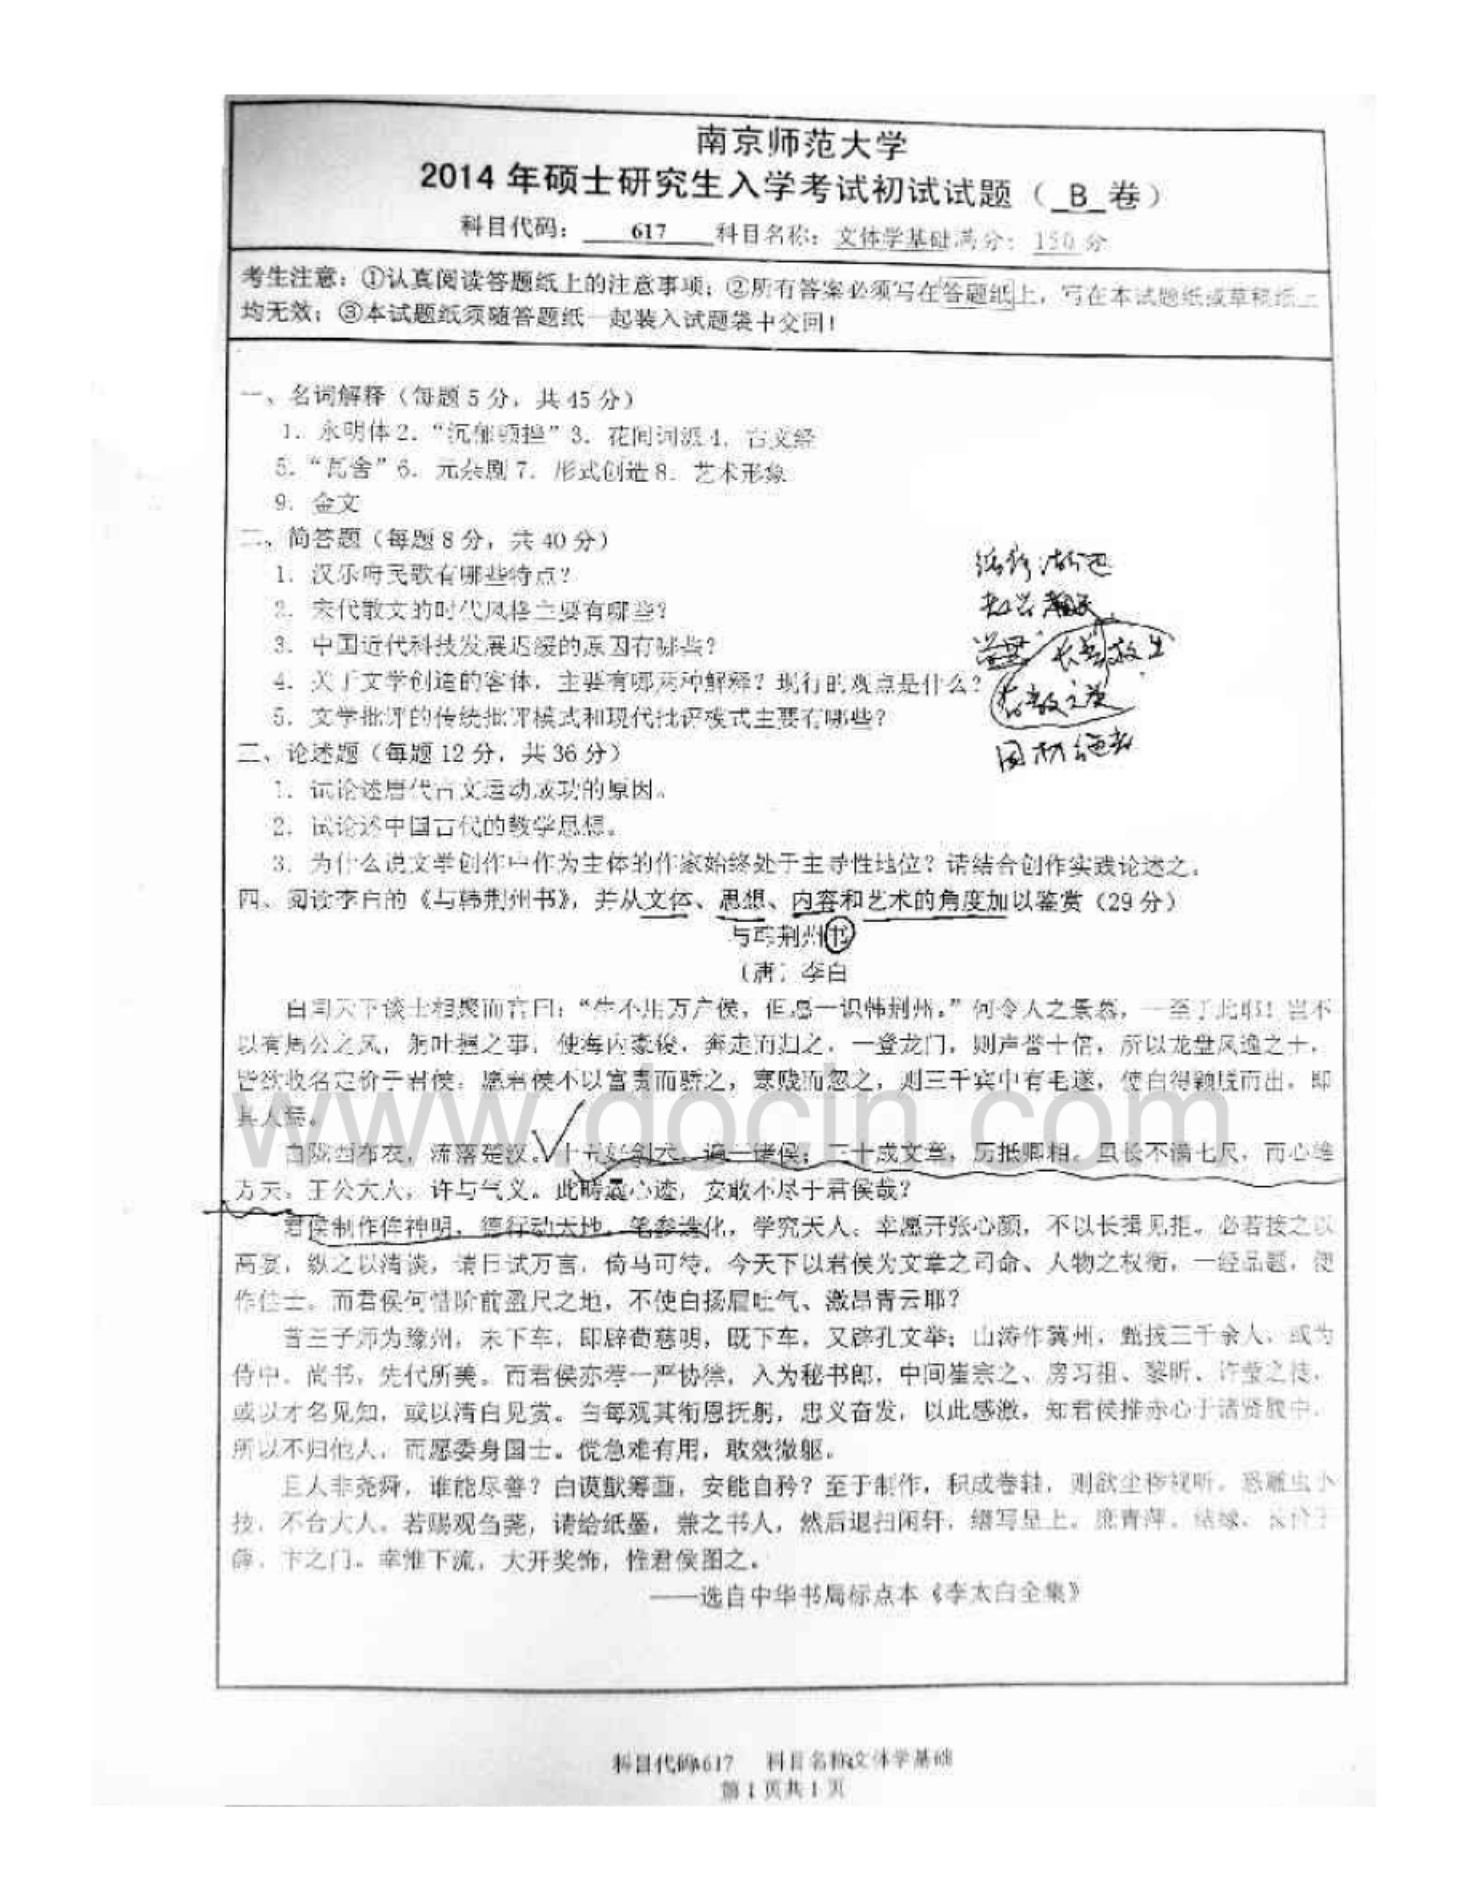 南京师范大学
2014 年硕士研究生入学考试初试试题（ B 卷）
科目代码： 617 科目名称：文体学基础 满分： 150 分
考生注意：①认真阅读答题纸上的注意事项；②所有答案必须写在答题纸上，写在本试题纸或草稿纸上
均无效；③本试题纸须随答题纸一起装入试题袋中交回！
一、名词解释（每题 5 分，共 45 分）
1．永明体 2．“沉郁顿挫” 3．花间词派 4．古文经
5．“瓦舍” 6．元杂剧 7．形式创造 8．艺术形象
9．金文
二、简答题（每题 8 分，共 40 分）
1．汉乐府民歌有哪些特点？
2．宋代散文的时代风格主要有哪些？
3．中国近代科技发展迟缓的原因有哪些？
4．关于文学创造的客体，主要有哪两种解释？现行的观点是什么？
5．文学批评的传统批评模式和现代批评模式主要有哪些？
循序渐进
长善救失
因材施教
三、论述题（每题 12 分，共 36 分）
1．试论述唐代古文运动成功的原因。
2．试论述中国古代的教学思想。
3．为什么说文学创作中作为主体的作家始终处于主导性地位？请结合创作实践论述之。
四、阅读李白的《与韩荆州书》，并从文体、思想、内容和艺术的角度加以鉴赏（29 分）
与韩荆州书
（唐）李白
白闻天下谈士相聚而言曰：“生不用万户侯，但愿一识韩荆州。”何令人之景慕，一至于此耶！岂不
以有周公之风，躬吐握之事，使海内豪俊，奔走而归之，一登龙门，则声誉十倍，所以龙盘凤逸之士，
皆欲收名定价于君侯。愿君侯不以富贵而骄之，寒贱而忽之，则三千宾中有毛遂，使白得颖脱而出，即
其人焉。
白陇西布衣，流落楚汉。十五好剑术，遍干诸侯；三十成文章，历抵卿相。虽长不满七尺，而心雄
万夫。王公大人，许与气义。此畴曩心迹，安敢不尽于君侯哉？
君侯制作侔神明，德行动天地，笔参造化，学究天人。幸愿开张心颜，不以长揖见拒。必若接之以
高宴，纵之以清谈，请日试万言，倚马可待。今天下以君侯为文章之司命、人物之权衡，一经品题，便
作佳士。而君侯何惜阶前盈尺之地，不使白扬眉吐气、激昂青云耶？
昔王子师为豫州，未下车，即辟荀慈明，既下车，又辟孔文举；山涛作冀州，甄拔三千余人，或为
侍中、尚书，先代所美。而君侯亦荐一严协律，入为秘书郎，中间崔宗之、房习祖、黎昕、许莹之徒，
或以才名见知，或以清白见赏。白每观其衔恩抚躬，忠义奋发，以此感激，知君侯推赤心于诸贤腹中，
所以不归他人，而愿委身国士。傥急难有用，敢效微躯。
且人非尧舜，谁能尽善？白谟猷筹画，安能自矜？至于制作，积成卷轴，则欲尘秽视听，恐雕虫小
技，不合大人。若赐观刍荛，请给纸墨，兼之书人，然后退扫闲轩，缮写呈上。庶青萍、结绿，长价于
薛、卞之门。幸惟下流，大开奖饰，惟君侯图之。
——选自中华书局标点本《李太白全集》
www.docin.com
科目代码 617 科目名称 文体学基础
第 1 页共 1 页